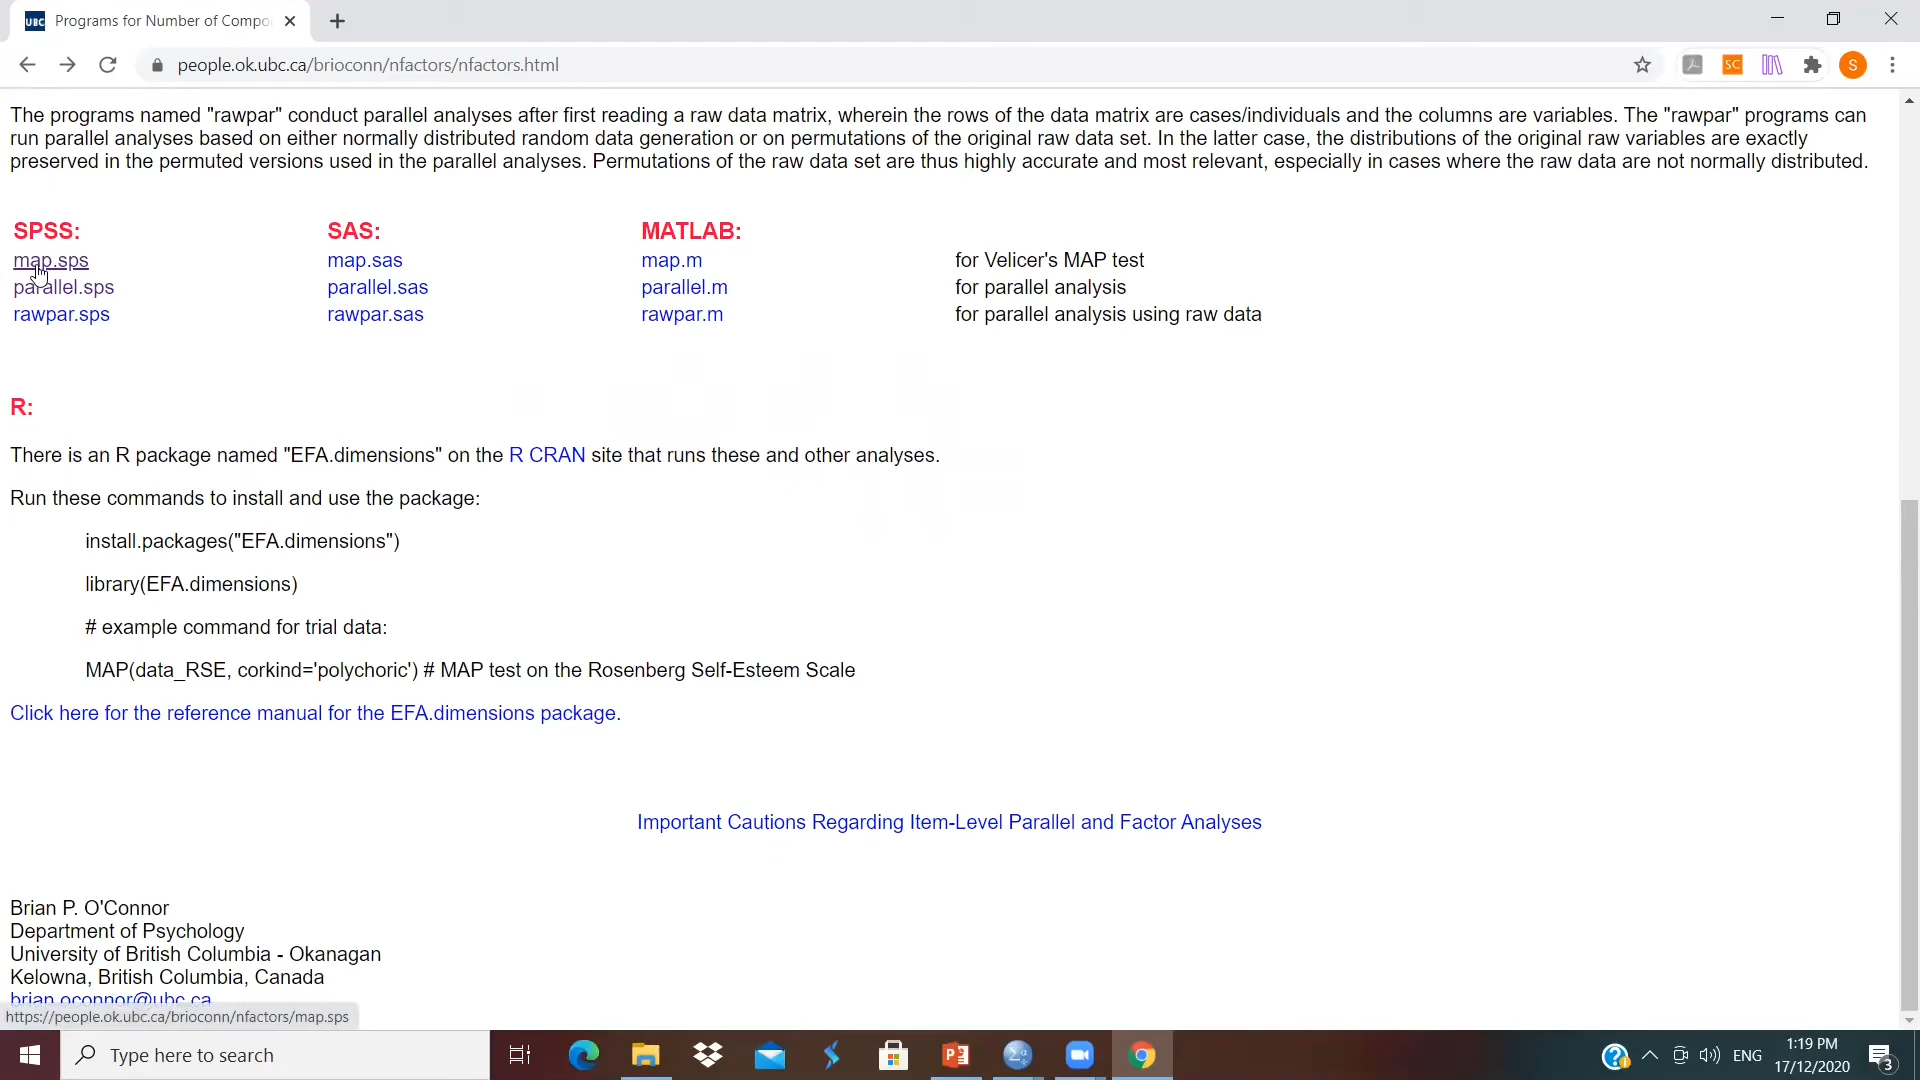 Programs for Number of Compo
people.ok.ubc.ca/brioconn/nfactors/nfactors.html
SC
S
The programs named "rawpar" conduct parallel analyses after first reading a raw data matrix, wherein the rows of the data matrix are cases/individuals and the columns are variables. The "rawpar" programs can
run parallel analyses based on either normally distributed random data generation or on permutations of the original raw data set. In the latter case, the distributions of the original raw variables are exactly
preserved in the permuted versions used in the parallel analyses. Permutations of the raw data set are thus highly accurate and most relevant, especially in cases where the raw data are not normally distributed.
SPSS: SAS: MATLAB:
map.sps map.sas map.m for Velicer's MAP test
parallel.sps parallel.sas parallel.m for parallel analysis
rawpar.sps rawpar.sas rawpar.m for parallel analysis using raw data
R:
There is an R package named "EFA.dimensions" on the R CRAN site that runs these and other analyses.
Run these commands to install and use the package:
install.packages("EFA.dimensions")
library(EFA.dimensions)
# example command for trial data:
MAP(data_RSE, corkind='polychoric') # MAP test on the Rosenberg Self-Esteem Scale
Click here for the reference manual for the EFA.dimensions package.
Important Cautions Regarding Item-Level Parallel and Factor Analyses
Brian P. O'Connor
Department of Psychology
University of British Columbia - Okanagan
Kelowna, British Columbia, Canada
brian.oconnor@ubc.ca
https://people.ok.ubc.ca/brioconn/nfactors/map.sps
Type here to search
ENG
1:19 PM
17/12/2020
3